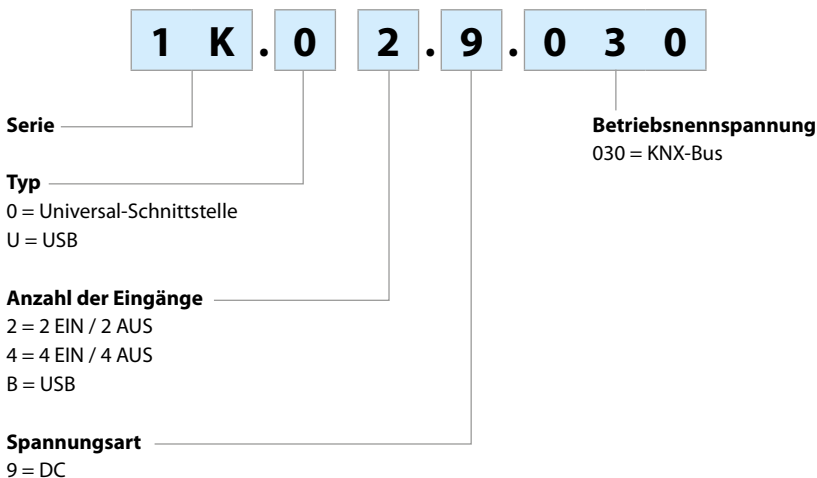 1 K . 0 2 . 9 . 0 3 0
Serie
Betriebsnennspannung
030 = KNX-Bus
Typ
0 = Universal-Schnittstelle
U = USB
Anzahl der Eingänge
2 = 2 EIN / 2 AUS
4 = 4 EIN / 4 AUS
B = USB
Spannungsart
9 = DC